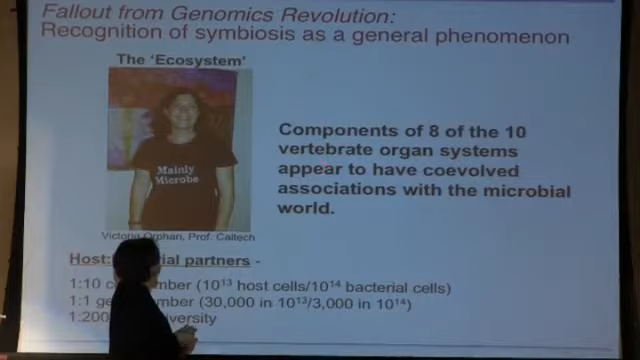 Fallout from Genomics Revolution:
Recognition of symbiosis as a general phenomenon
The 'Ecosystem'
Mainly
Microbe
Components of 8 of the 10
vertebrate organ systems
appear to have coevolved
associations with the microbial
world.
Victoria Orphan, Prof. Caltech
Host: ial partners -
1:10 c mber (10¹³ host cells/10¹⁴ bacterial cells)
1:1 ge mber (30,000 in 10¹³/3,000 in 10¹⁴)
1:200 iversity